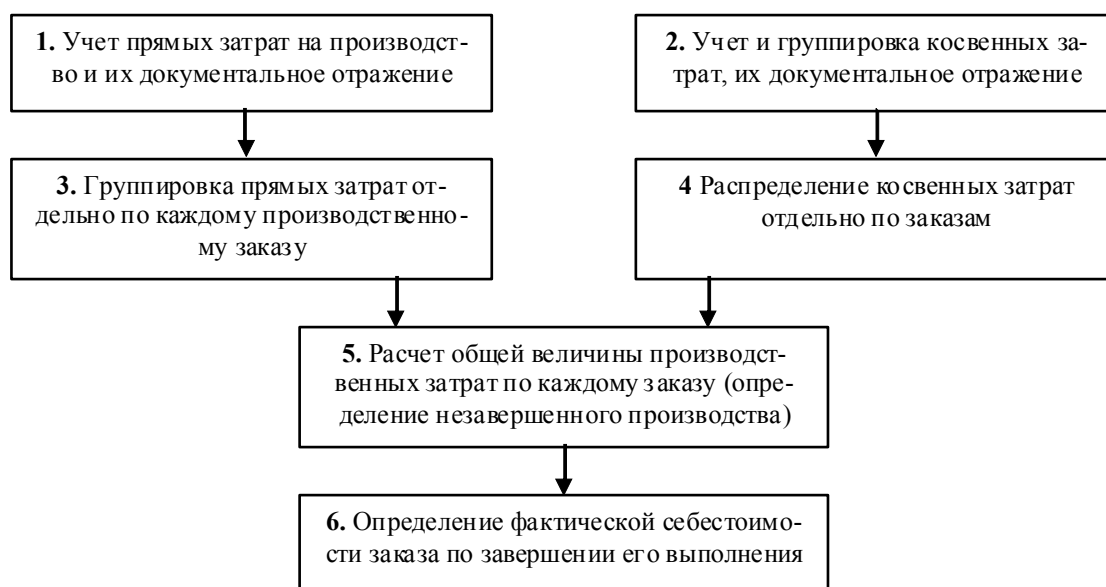 1. Учет прямых затрат на производст-
во и их документальное отражение
2. Учет и группировка косвенных за-
трат, их документальное отражение
3. Группировка прямых затрат от-
дельно по каждому производственно-
му заказу
4 Распределение косвенных затрат
отдельно по заказам
5. Расчет общей величины производст-
венных затрат по каждому заказу (опре-
деление незавершенного производства)
6. Определение фактической себестоимо-
сти заказа по завершении его выполнения